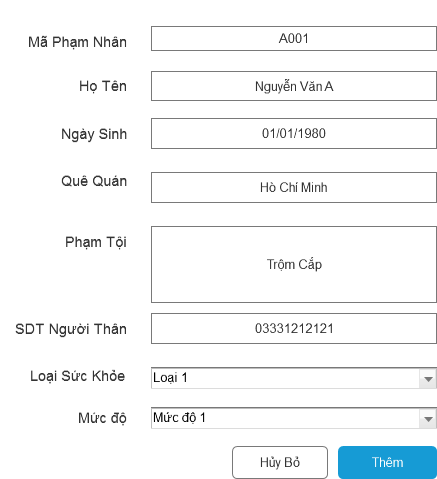 Mã Phạm Nhân A001
Họ Tên Nguyễn Văn A
Ngày Sinh 01/01/1980
Quê Quán Hò Chí Minh
Phạm Tội Trộm Cắp
SDT Người Thân 03331212121
Loại Sức Khỏe Loại 1
Mức độ Mức độ 1
Hủy Bỏ Thêm